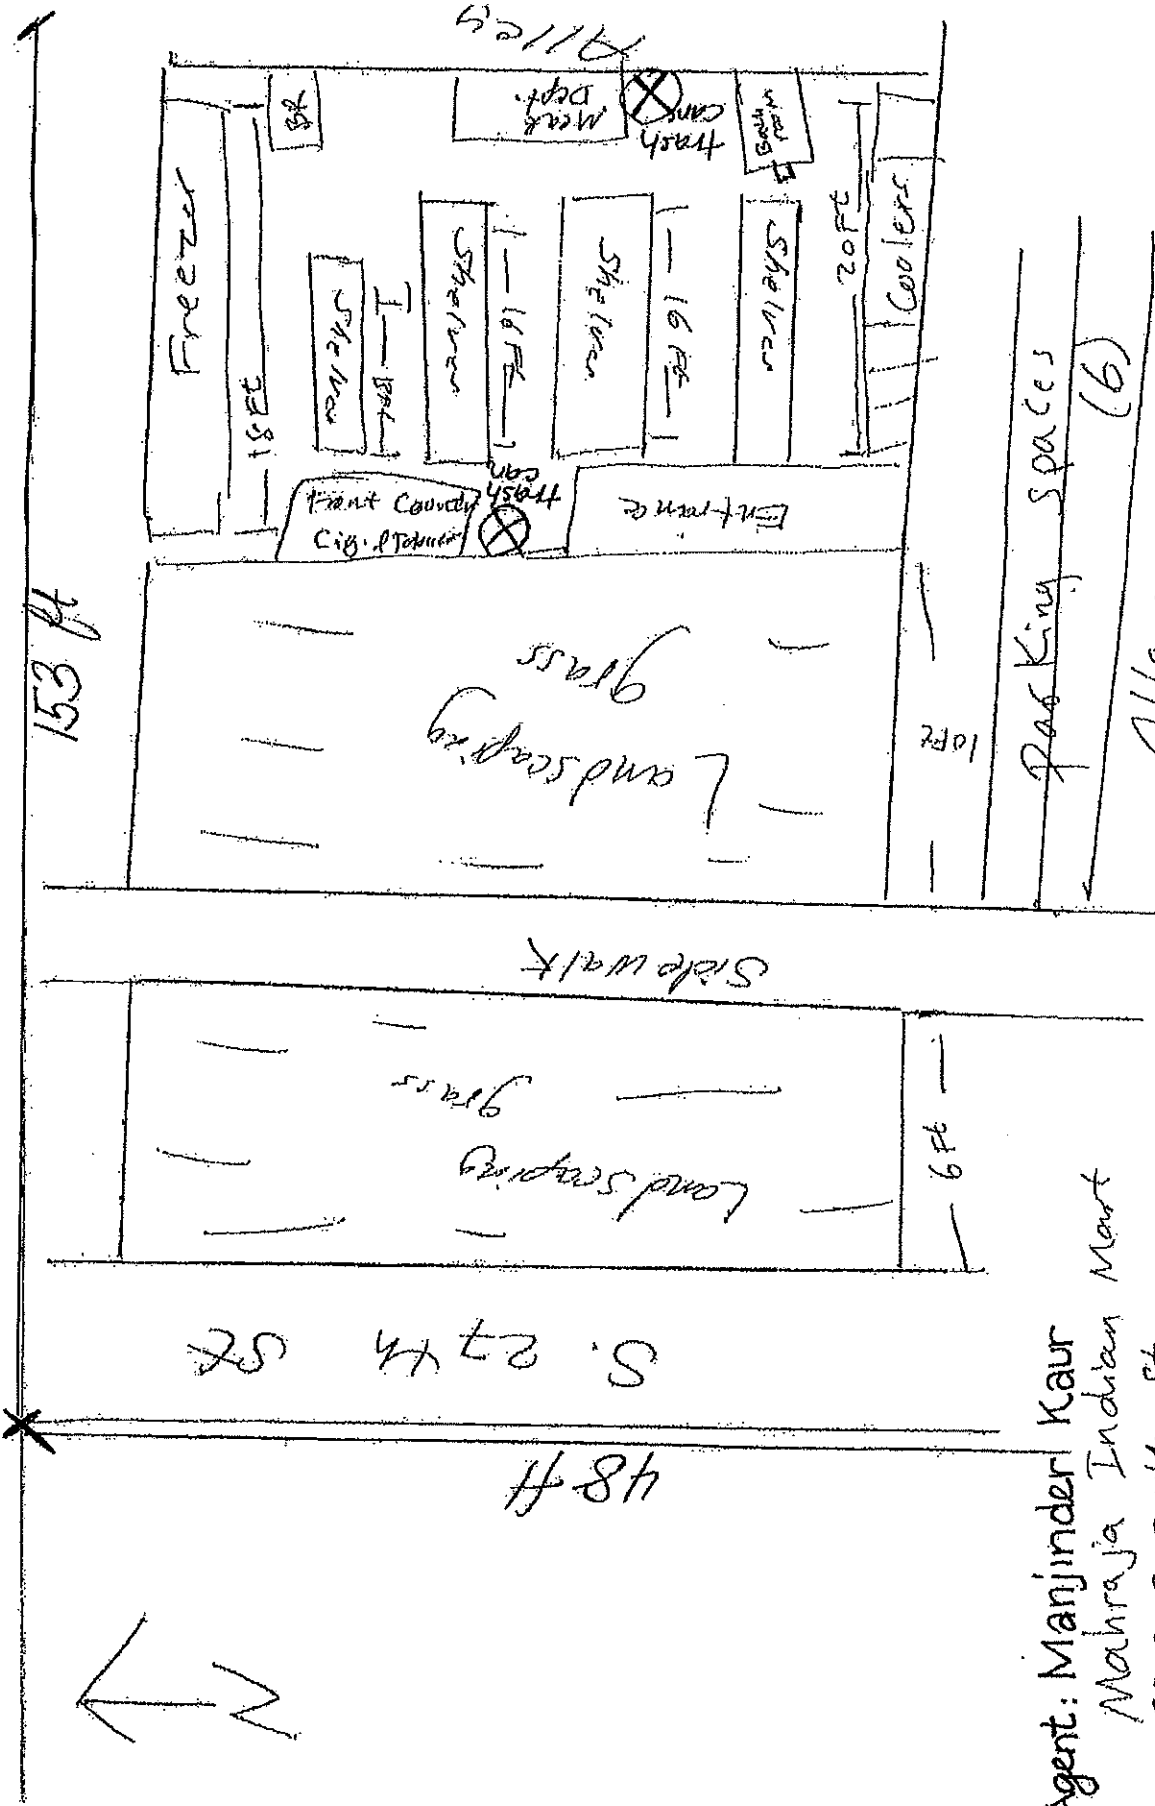 Alley
Freezer
BR
Meat
Dept.
trash
can
Bath
room
18 Ft
Shelves
8 Ft
Shelves
16 Ft
Shelves
16 Ft
Shelves
20 Ft
Coolers
Front Counter
Cig. & Tobacco
trash
can
Entrance
153 ft
Landscaping
grass
10 Ft
Parking spaces
(6)
Sidewalk
Landscaping
grass
6 Ft
S. 27th St
48 ft
N
Agent: Manjinder Kaur
Mahraja Indian Mart